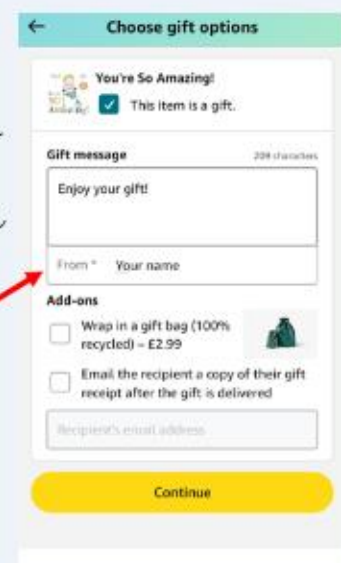 Choose gift options
You're So Amazing!
This item is a gift.
Gift message
209 characters
Enjoy your gift!
From * Your name
Add-ons
Wrap in a gift bag (100%
recycled) – £2.99
Email the recipient a copy of their gift
receipt after the gift is delivered
Recipient's email address
Continue